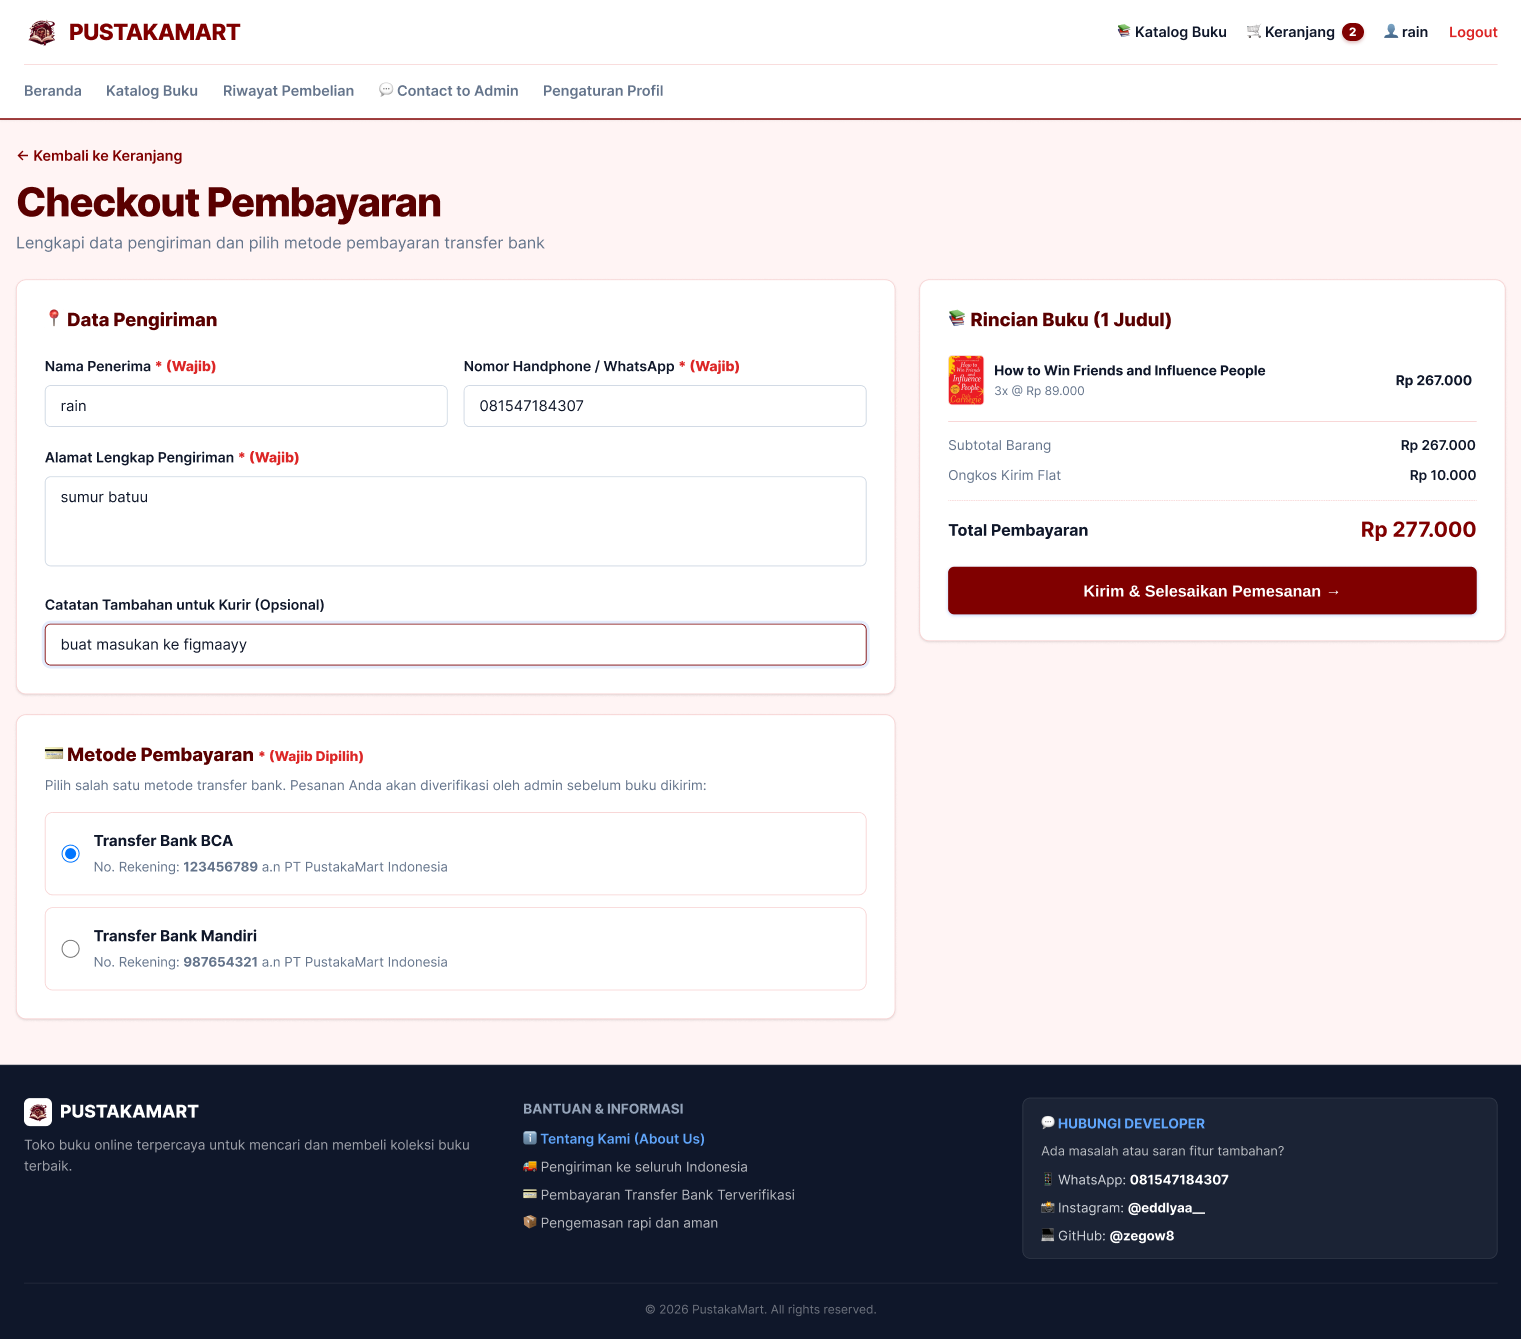 PUSTAKAMART
Katalog Buku
Keranjang 2
rain
Logout
Beranda
Katalog Buku
Riwayat Pembelian
Contact to Admin
Pengaturan Profil
← Kembali ke Keranjang
Checkout Pembayaran
Lengkapi data pengiriman dan pilih metode pembayaran transfer bank
Data Pengiriman
Nama Penerima * (Wajib)
rain
Nomor Handphone / WhatsApp * (Wajib)
081547184307
Alamat Lengkap Pengiriman * (Wajib)
sumur batuu
Catatan Tambahan untuk Kurir (Opsional)
buat masukan ke figmaayy
Metode Pembayaran * (Wajib Dipilih)
Pilih salah satu metode transfer bank. Pesanan Anda akan diverifikasi oleh admin sebelum buku dikirim:
Transfer Bank BCA
No. Rekening: 123456789 a.n PT PustakaMart Indonesia
Transfer Bank Mandiri
No. Rekening: 987654321 a.n PT PustakaMart Indonesia
Rincian Buku (1 Judul)
How to
Win Friends
and
Influence
People
Carnegie
How to Win Friends and Influence People
3x @ Rp 89.000
Rp 267.000
Subtotal Barang
Rp 267.000
Ongkos Kirim Flat
Rp 10.000
Total Pembayaran
Rp 277.000
Kirim & Selesaikan Pemesanan →
PUSTAKAMART
Toko buku online terpercaya untuk mencari dan membeli koleksi buku
terbaik.
BANTUAN & INFORMASI
Tentang Kami (About Us)
Pengiriman ke seluruh Indonesia
Pembayaran Transfer Bank Terverifikasi
Pengemasan rapi dan aman
HUBUNGI DEVELOPER
Ada masalah atau saran fitur tambahan?
WhatsApp: 081547184307
Instagram: @eddlyaa__
GitHub: @zegow8
© 2026 PustakaMart. All rights reserved.